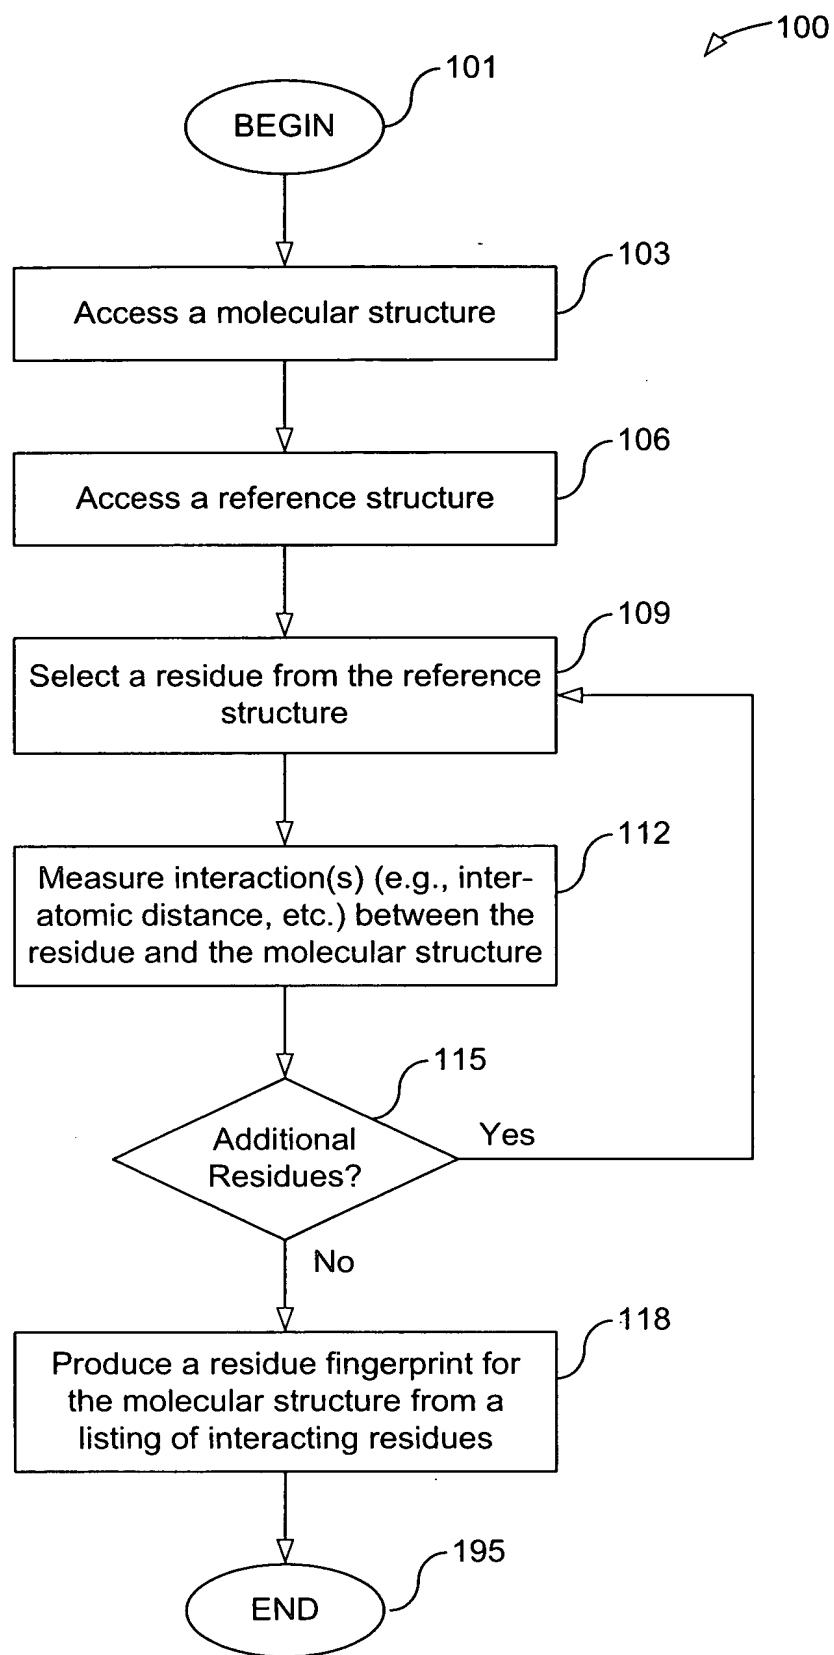 100
101
BEGIN
103
Access a molecular structure
106
Access a reference structure
109
Select a residue from the reference
structure
112
Measure interaction(s) (e.g., inter-
atomic distance, etc.) between the
residue and the molecular structure
115
Additional
Residues?
Yes
No
118
Produce a residue fingerprint for
the molecular structure from a
listing of interacting residues
195
END